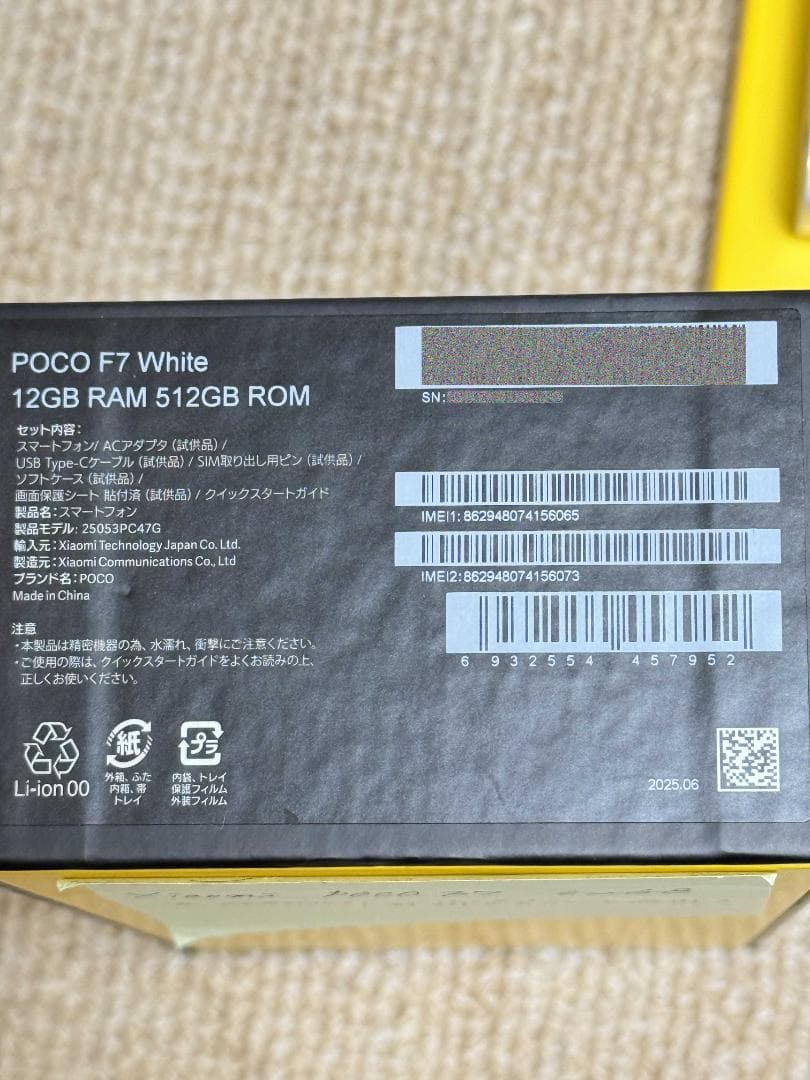 POCO F7 White
12GB RAM 512GB ROM
セット内容:
スマートフォン/ ACアダプタ (試供品) /
USB Type-Cケーブル (試供品) / SIM取り出し用ピン (試供品) /
ソフトケース (試供品) /
画面保護シート 貼付済 (試供品) / クイックスタートガイド
製品名:スマートフォン
製品モデル: 25053PC47G
輸入元:Xiaomi Technology Japan Co. Ltd.
製造元:Xiaomi Communications Co., Ltd
ブランド名:POCO
Made in China
注意
・本製品は精密機器の為、水濡れ、衝撃にご注意ください。
・ご使用の際は、クイックスタートガイドをよくお読みの上、
正しくお使いください。
SN:
IMEI1: 862948074156065
IMEI2: 862948074156073
6 932554 457952
Li-ion 00
紙
外箱、ふた
内箱、帯
トレイ
プラ
内袋、トレイ
保護フィルム
外装フィルム
2025.06